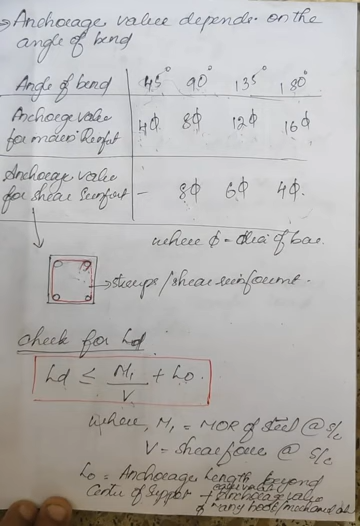 → Anchorage value depends on the
angle of bend
Angle of bend 45° 90° 135° 180°
Anchorage value
for main Reinft 4ϕ 8ϕ 12ϕ 16ϕ
Anchorage value
for shear Reinfort – 8ϕ 6ϕ 4ϕ.
where ϕ = dia of bar.
→ stirrups / shear reinforcemt.
check for Ld
Ld ≤ M₁/V + Lo.
where, M₁ = MOR of steel @ s/c
V = shear force @ s/c
Lo = Anchorage Length beyond
center of support + equivalent anchorage value
of any hook / mechanical